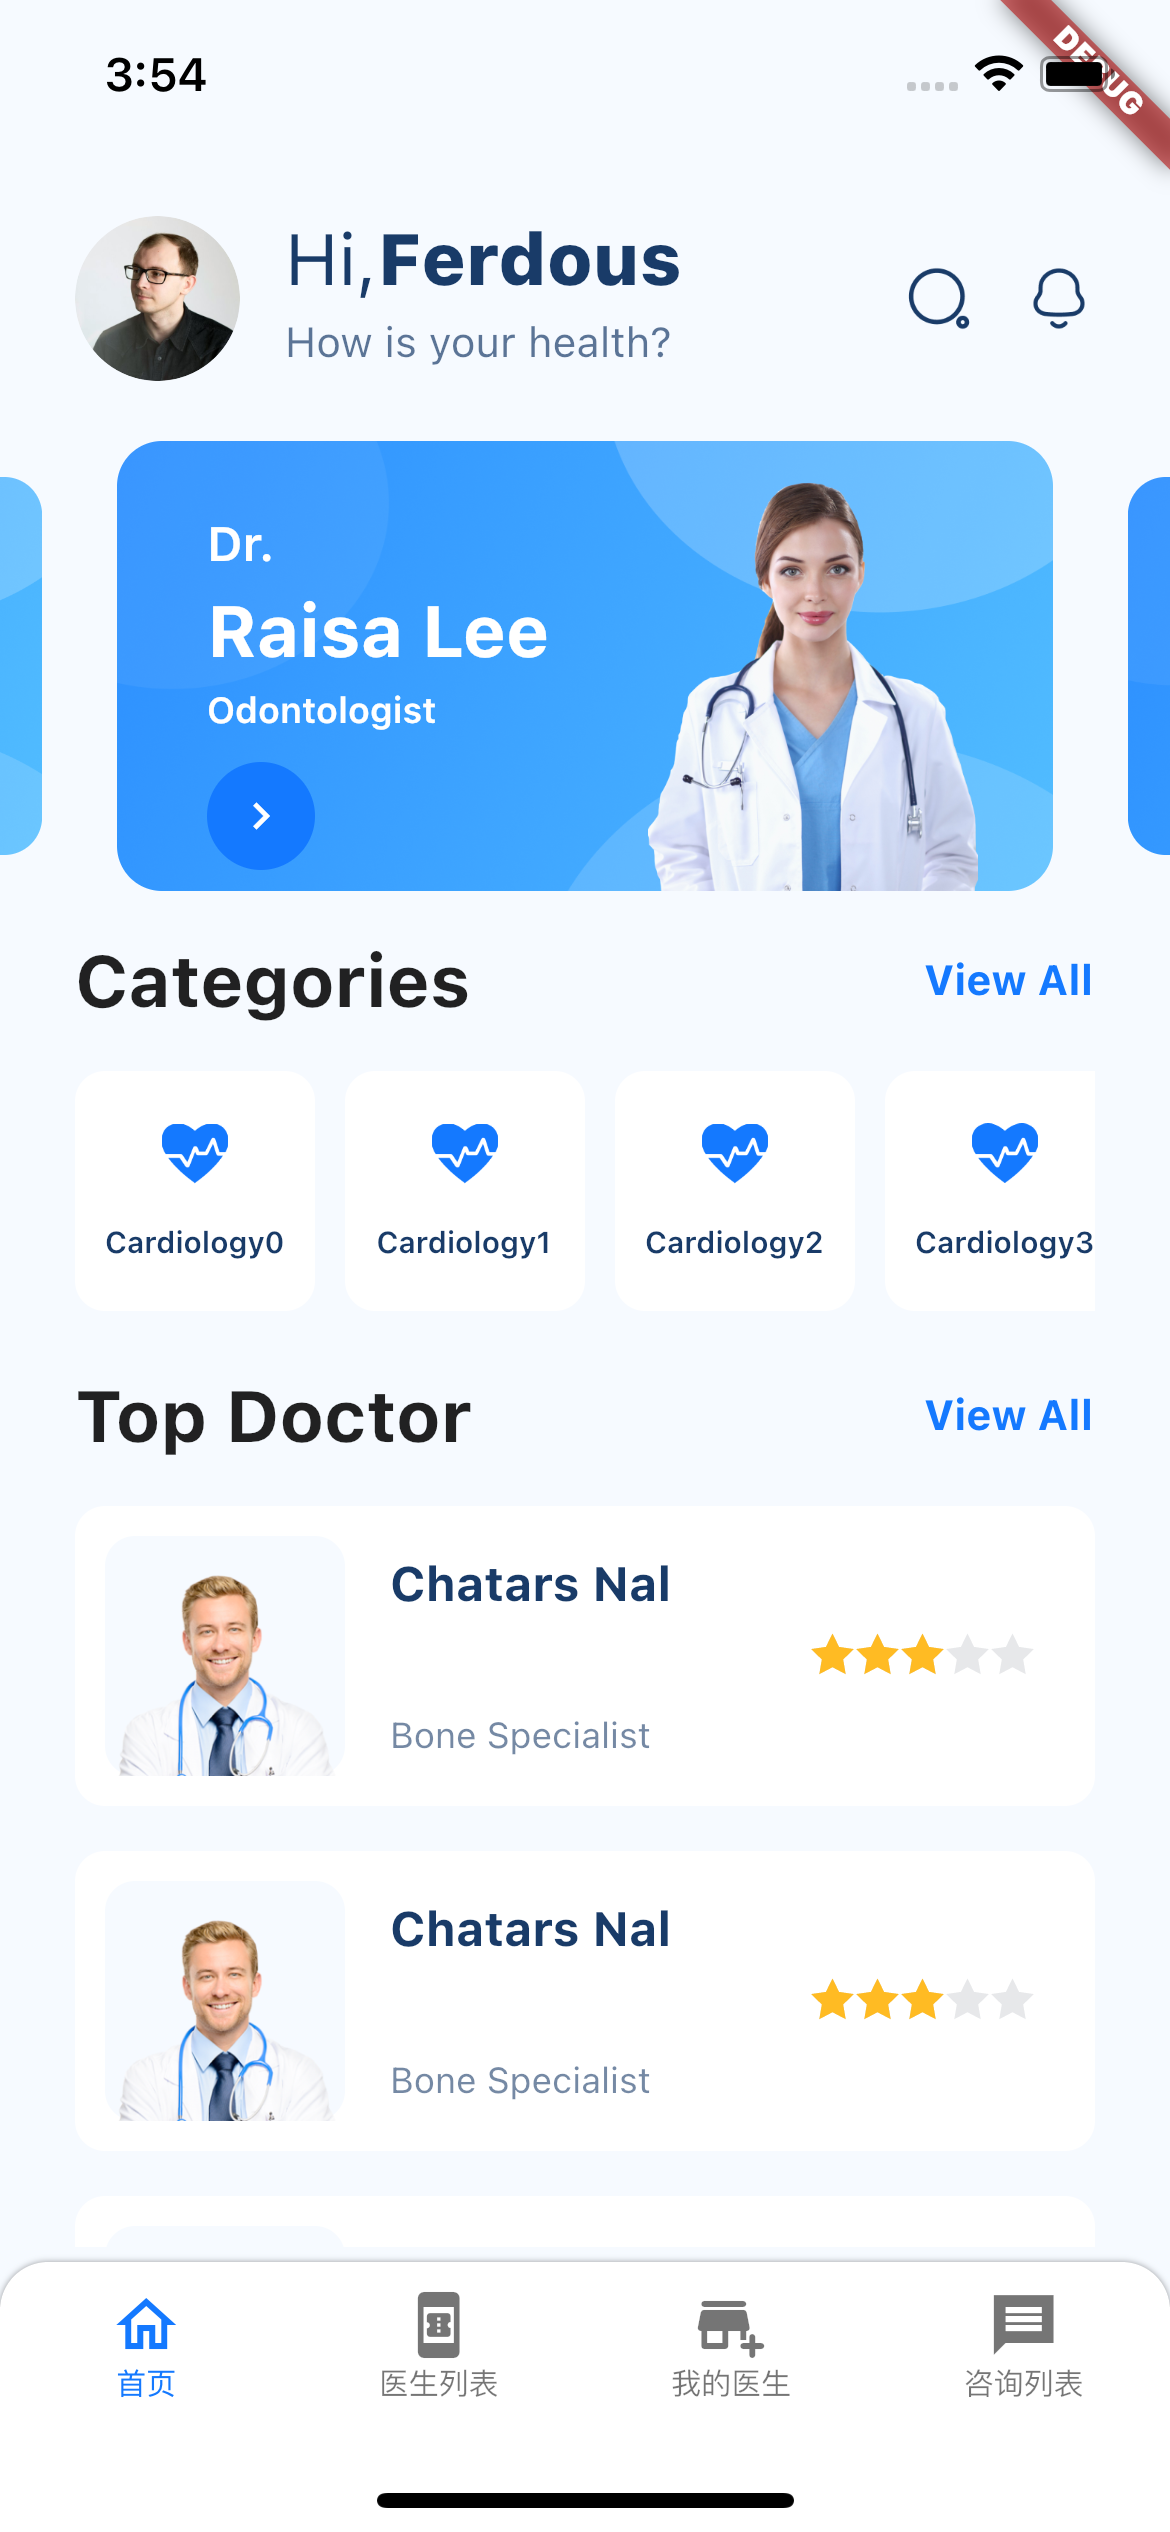 3:54
DEBUG
Hi,Ferdous
How is your health?
Dr.
Raisa Lee
Odontologist
Categories
View All
Cardiology0
Cardiology1
Cardiology2
Cardiology3
Top Doctor
View All
Chatars Nal
Bone Specialist
Chatars Nal
Bone Specialist
首页
医生列表
我的医生
咨询列表